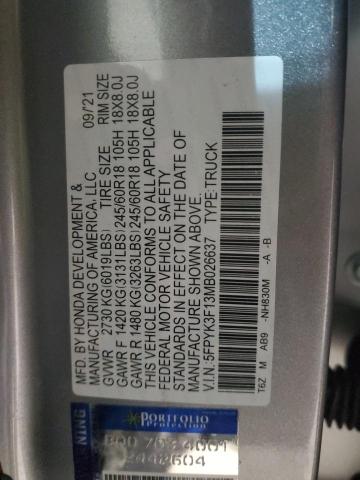 MFD. BY HONDA DEVELOPMENT &
MANUFACTURING OF AMERICA, LLC 09/'21
GVWR 2730 KG(6019LBS) TIRE SIZE RIM SIZE
GAWR F 1420 KG(3131LBS)245/60R18 105H 18X8.0J
GAWR R 1480 KG(3263LBS)245/60R18 105H 18X8.0J
THIS VEHICLE CONFORMS TO ALL APPLICABLE
FEDERAL MOTOR VEHICLE SAFETY
STANDARDS IN EFFECT ON THE DATE OF
MANUFACTURE SHOWN ABOVE.
V.I.N.:5FPYK3F13MB026637 TYPE:TRUCK
T6Z M AB9 -NH830M -A -B
PORTFOLIO
Protection